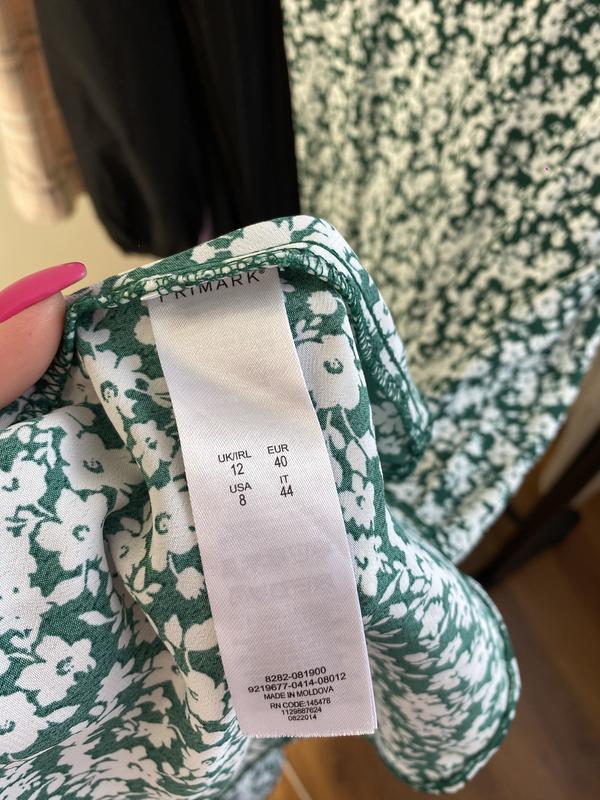 PRIMARK®
UK/IRL EUR
12 40
USA IT
8 44
8282-081900
9219677-0414-08012
MADE IN MOLDOVA
RN CODE:145478
1129887624
0822014